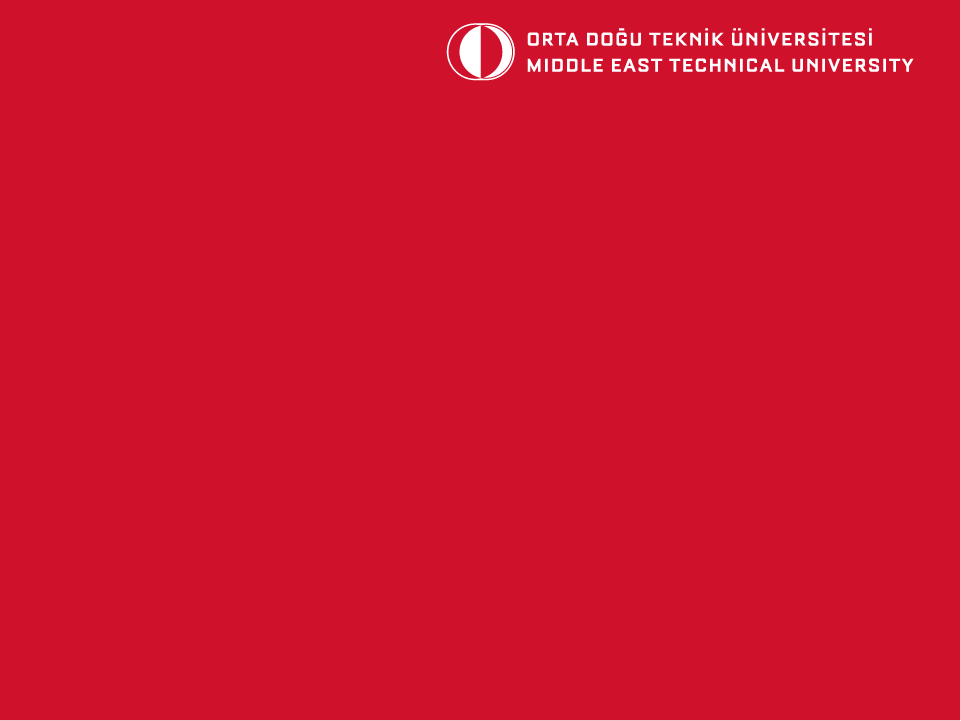 ORTA DOĞU TEKNİK ÜNİVERSİTESİ
MIDDLE EAST TECHNICAL UNIVERSITY